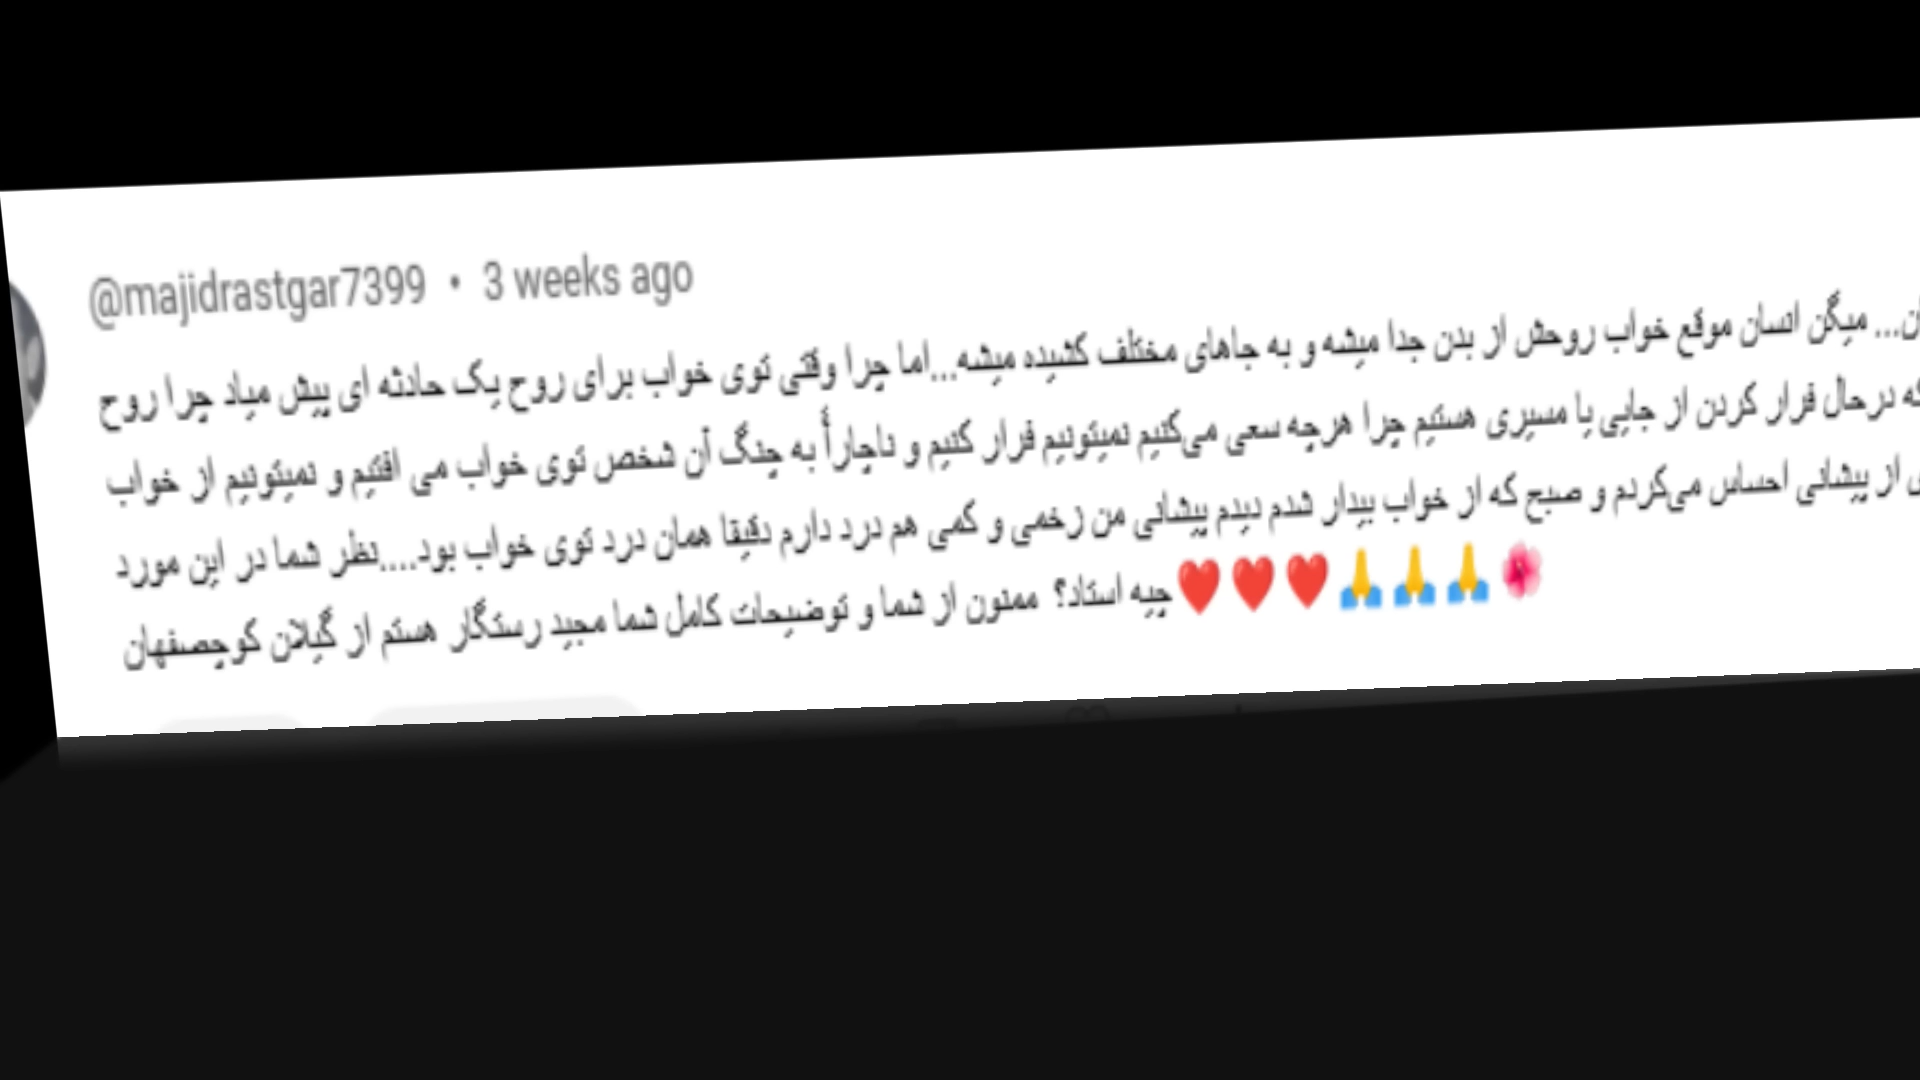 @majidrastgar7399 • 3 weeks ago
... میگن انسان موقع خواب روحش از بدن جدا میشه و به جاهای مختلف کشیده میشه...اما چرا وقتی توی خواب برای روح یک حادثه ای پیش میاد چرا روح
که درحال فرار کردن از جایی یا مسیری هستیم چرا هرچه سعی می‌کنیم نمیتونیم فرار کنیم و ناچارأ به چنگ آن شخص توی خواب می افتیم و نمیتونیم از خواب
از پیشانی احساس می‌کردم و صبح که از خواب بیدار شدم دیدم پیشانی من زخمی و کمی هم درد دارم دقیقا همان درد توی خواب بود....نظر شما در این مورد
🌺🙏🙏🙏❤️❤️❤️چیه استاد؟ ممنون از شما و توضیحات کامل شما مجید رستگار هستم از گیلان کوچصفهان